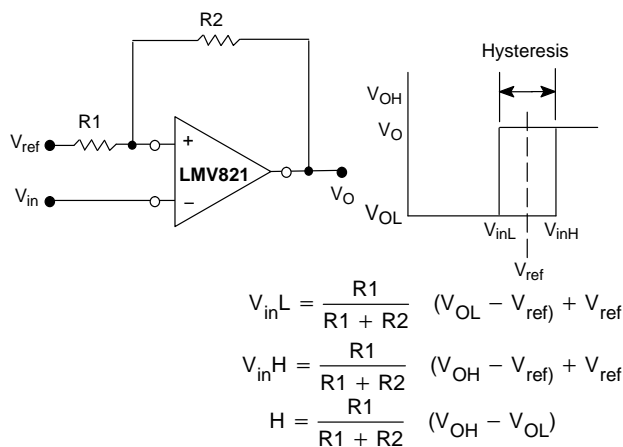 R2
Hysteresis
VOH
R1
Vref
+
VO
LMV821
Vin
−
VO
VOL
VinL
VinH
Vref
VinL = R1 / (R1 + R2) (VOL − Vref) + Vref
VinH = R1 / (R1 + R2) (VOH − Vref) + Vref
H = R1 / (R1 + R2) (VOH − VOL)